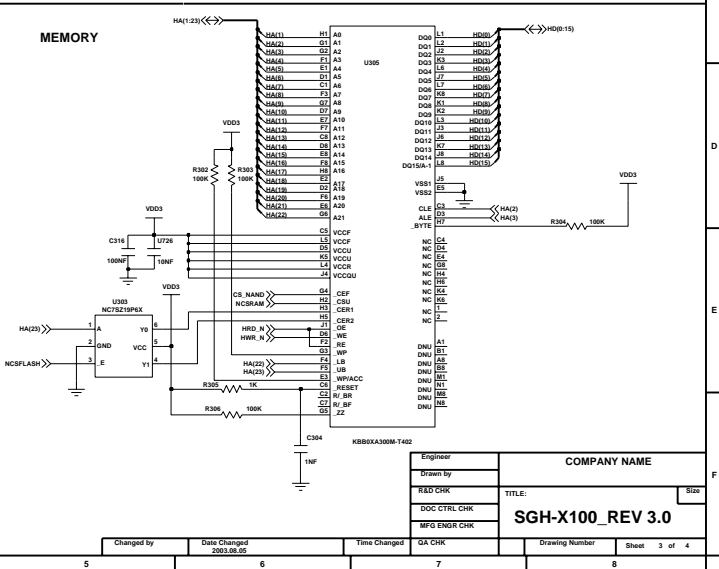 MEMORY
HA(1:23)
HD(0:15)
U305
HA(1) H1 A0
HA(2) G1 A1
HA(3) G2 A2
HA(4) F1 A3
HA(5) E1 A4
HA(6) D1 A5
HA(7) C1 A6
HA(8) F3 A7
HA(9) G7 A8
HA(10) D7 A9
HA(11) E7 A10
HA(12) F7 A11
HA(13) C8 A12
HA(14) D8 A13
HA(15) E8 A14
HA(16) F8 A15
HA(17) H8 A16
HA(18) E2 A17
HA(19) D2 A18
HA(20) F6 A19
HA(21) E6 A20
HA(22) G6 A21
DQ0 L1 HD(0)
DQ1 L2 HD(1)
DQ2 J2 HD(2)
DQ3 K3 HD(3)
DQ4 L6 HD(4)
DQ5 J7 HD(5)
DQ6 L7 HD(6)
DQ7 K8 HD(7)
DQ8 K1 HD(8)
DQ9 K2 HD(9)
DQ10 L3 HD(10)
DQ11 J3 HD(11)
DQ12 J6 HD(12)
DQ13 K7 HD(13)
DQ14 J8 HD(14)
DQ15/A-1 L8 HD(15)
VDD3
R302 100K
R303 100K
VSS1 J5
VSS2 E5
CLE C3 HA(2)
ALE D3 HA(3)
_BYTE H7
R304 100K
VDD3
VDD3
C316 100NF
U726 10NF
C5 VCCF
L5 VCCF
D5 VCCU
K5 VCCU
L4 VCCR
J4 VCCQU
NC C4
NC D4
NC E4
NC G8
NC H4
NC H6
NC K4
NC K6
NC 1
NC 2
CS_NAND G4 _CEF
NCSRAM H2 _CSU
H3 _CER1
H5 _CER2
HRD_N J1 _OE
HWR_N D6 _WE
F2 _RE
G3 _WP
HA(22) F4 _LB
HA(23) F5 _UB
E3 _WP/ACC
C6 _RESET
C2 R/_BR
C7 R/_BF
G5 _ZZ
DNU A1
DNU B1
DNU A8
DNU B8
DNU M1
DNU N1
DNU M8
DNU N8
U303
NC7SZ19P6X
VDD3
HA(23) 1 A Y0 6
2 GND VCC 5
NCSFLASH 3 _E Y1 4
R305 1K
R306 100K
C304
1NF
KBB0XA300M-T402
D
E
F
Engineer
Drawn by
R&D CHK
DOC CTRL CHK
MFG ENGR CHK
COMPANY NAME
TITLE:
Size
SGH-X100_REV 3.0
Changed by
Date Changed
2003.08.05
Time Changed
QA CHK
Drawing Number
Sheet 3 of 4
5 6 7 8